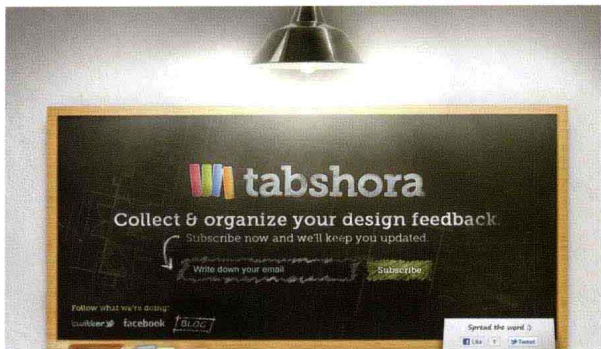 tabshora
Collect & organize your design feedback.
Subscribe now and we'll keep you updated.
Write down your email
Subscribe
Follow what we're doing:
twitter facebook BLOG
Spread the word :)
Like 7 Tweet